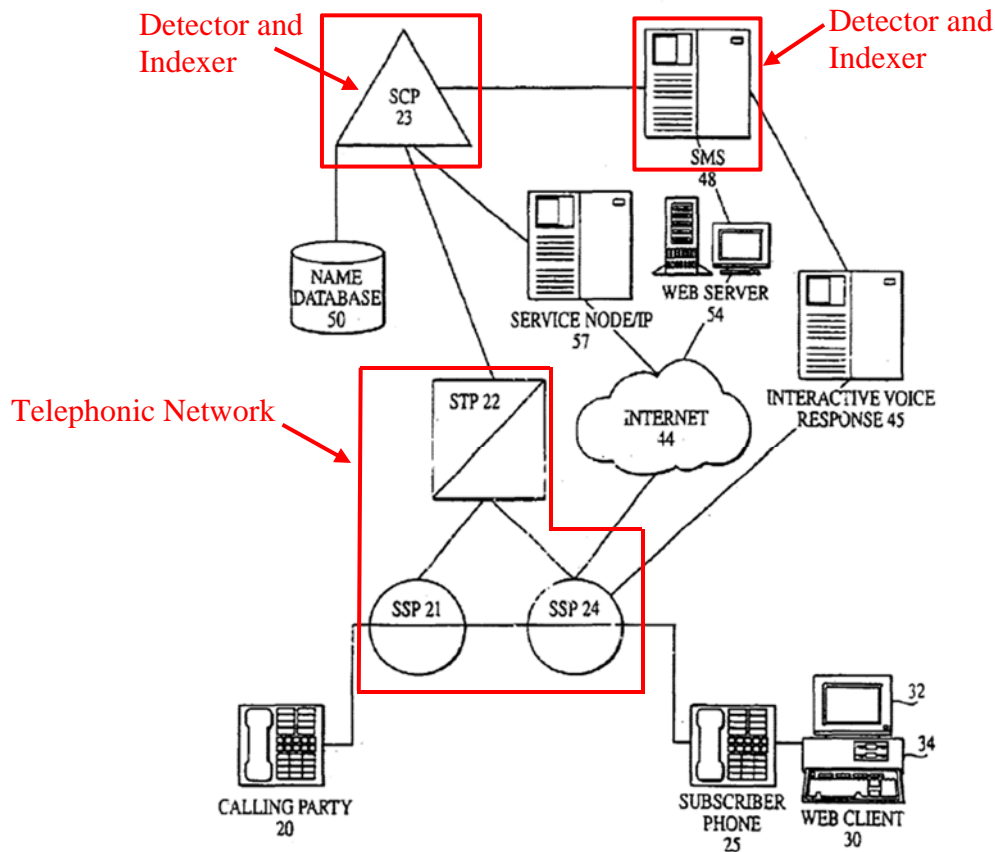 Detector and
Indexer
Detector and
Indexer
SCP
23
SMS
48
NAME
DATABASE
50
SERVICE NODE/IP
57
WEB SERVER
54
INTERACTIVE VOICE
RESPONSE 45
Telephonic Network
STP 22
INTERNET
44
SSP 21
SSP 24
32
34
CALLING PARTY
20
SUBSCRIBER
PHONE
25
WEB CLIENT
30